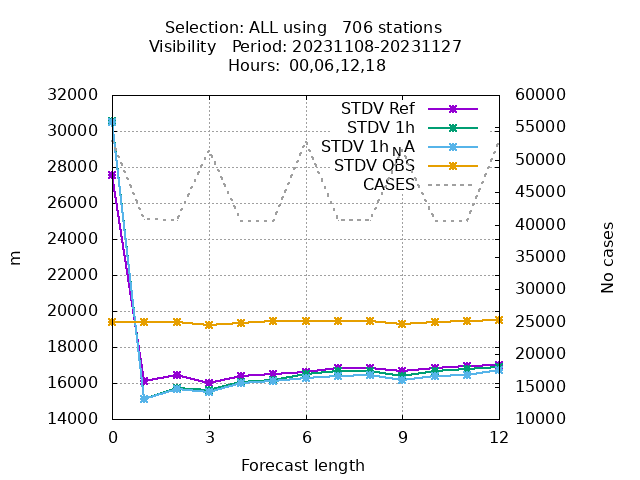 Selection: ALL using   706 stations
Visibility   Period: 20231108-20231127
Hours: 00,06,12,18
32000
30000
28000
26000
24000
22000
20000
18000
16000
14000
m
STDV Ref
STDV 1h
STDV 1hNA
STDV OBS
CASES
60000
55000
50000
45000
40000
35000
30000
25000
20000
15000
10000
No cases
0 3 6 9 12
Forecast length